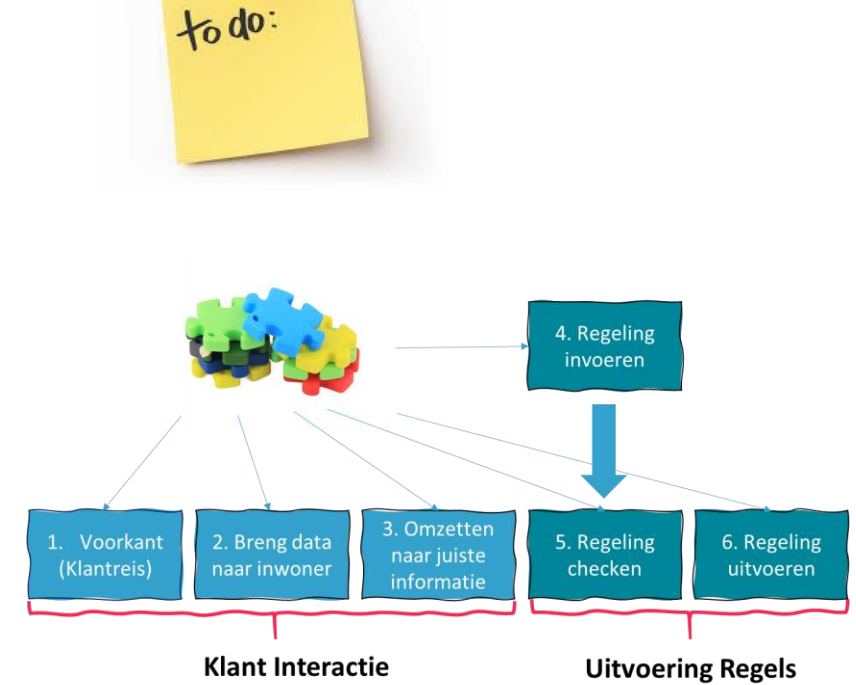 to do:
4. Regeling
invoeren
1. Voorkant
(Klantreis)
2. Breng data
naar inwoner
3. Omzetten
naar juiste
informatie
5. Regeling
checken
6. Regeling
uitvoeren
Klant Interactie
Uitvoering Regels